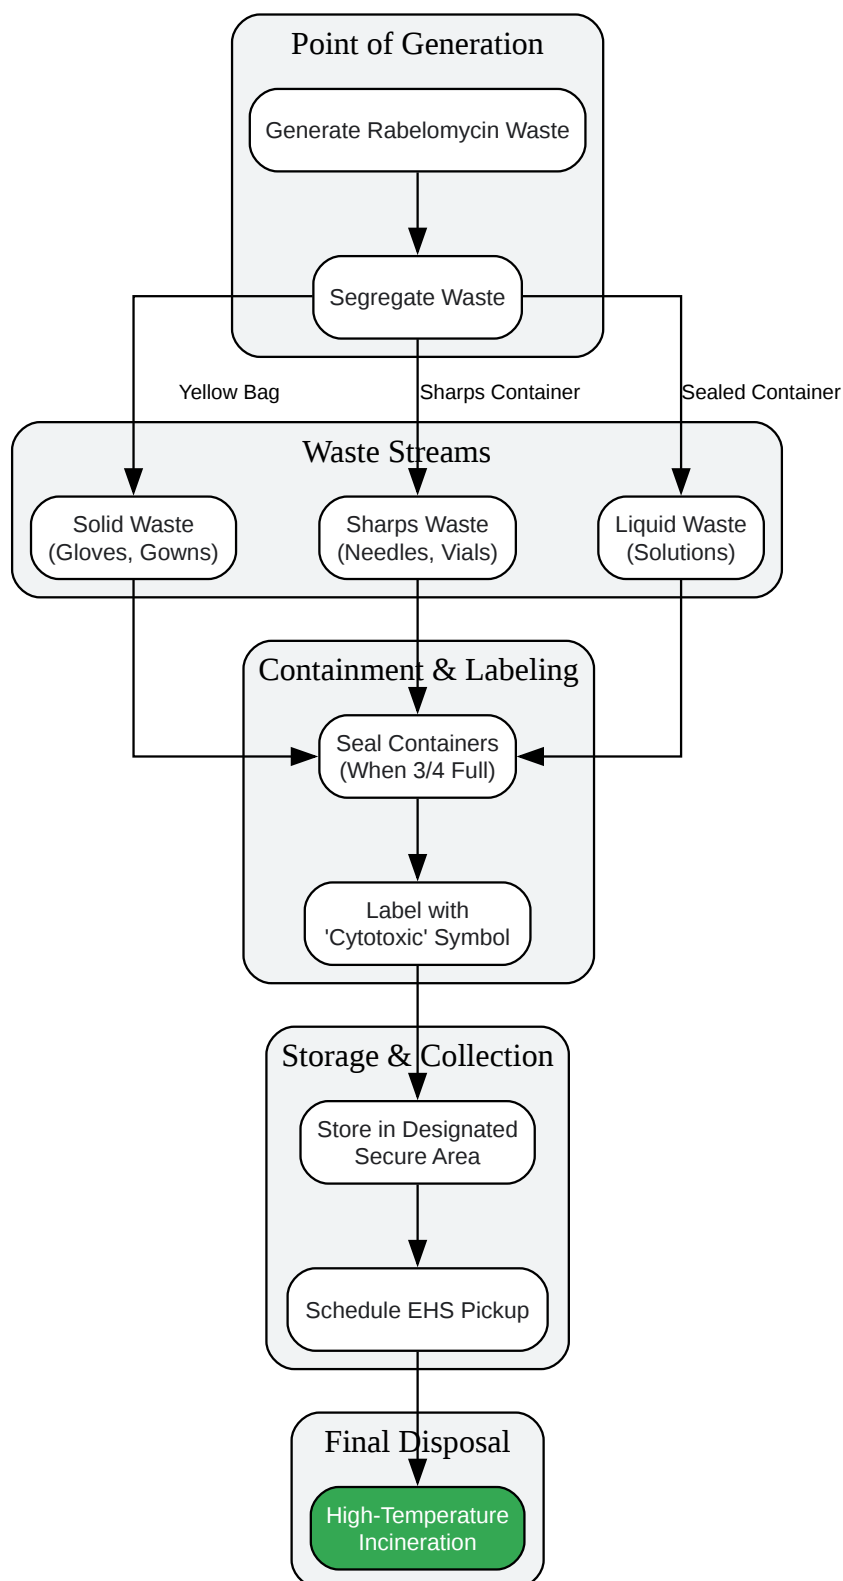 Point of Generation
Generate Rabelomycin Waste
Segregate Waste
Yellow Bag
Sharps Container
Sealed Container
Waste Streams
Solid Waste
(Gloves, Gowns)
Sharps Waste
(Needles, Vials)
Liquid Waste
(Solutions)
Containment & Labeling
Seal Containers
(When 3/4 Full)
Label with
'Cytotoxic' Symbol
Storage & Collection
Store in Designated
Secure Area
Schedule EHS Pickup
Final Disposal
High-Temperature
Incineration